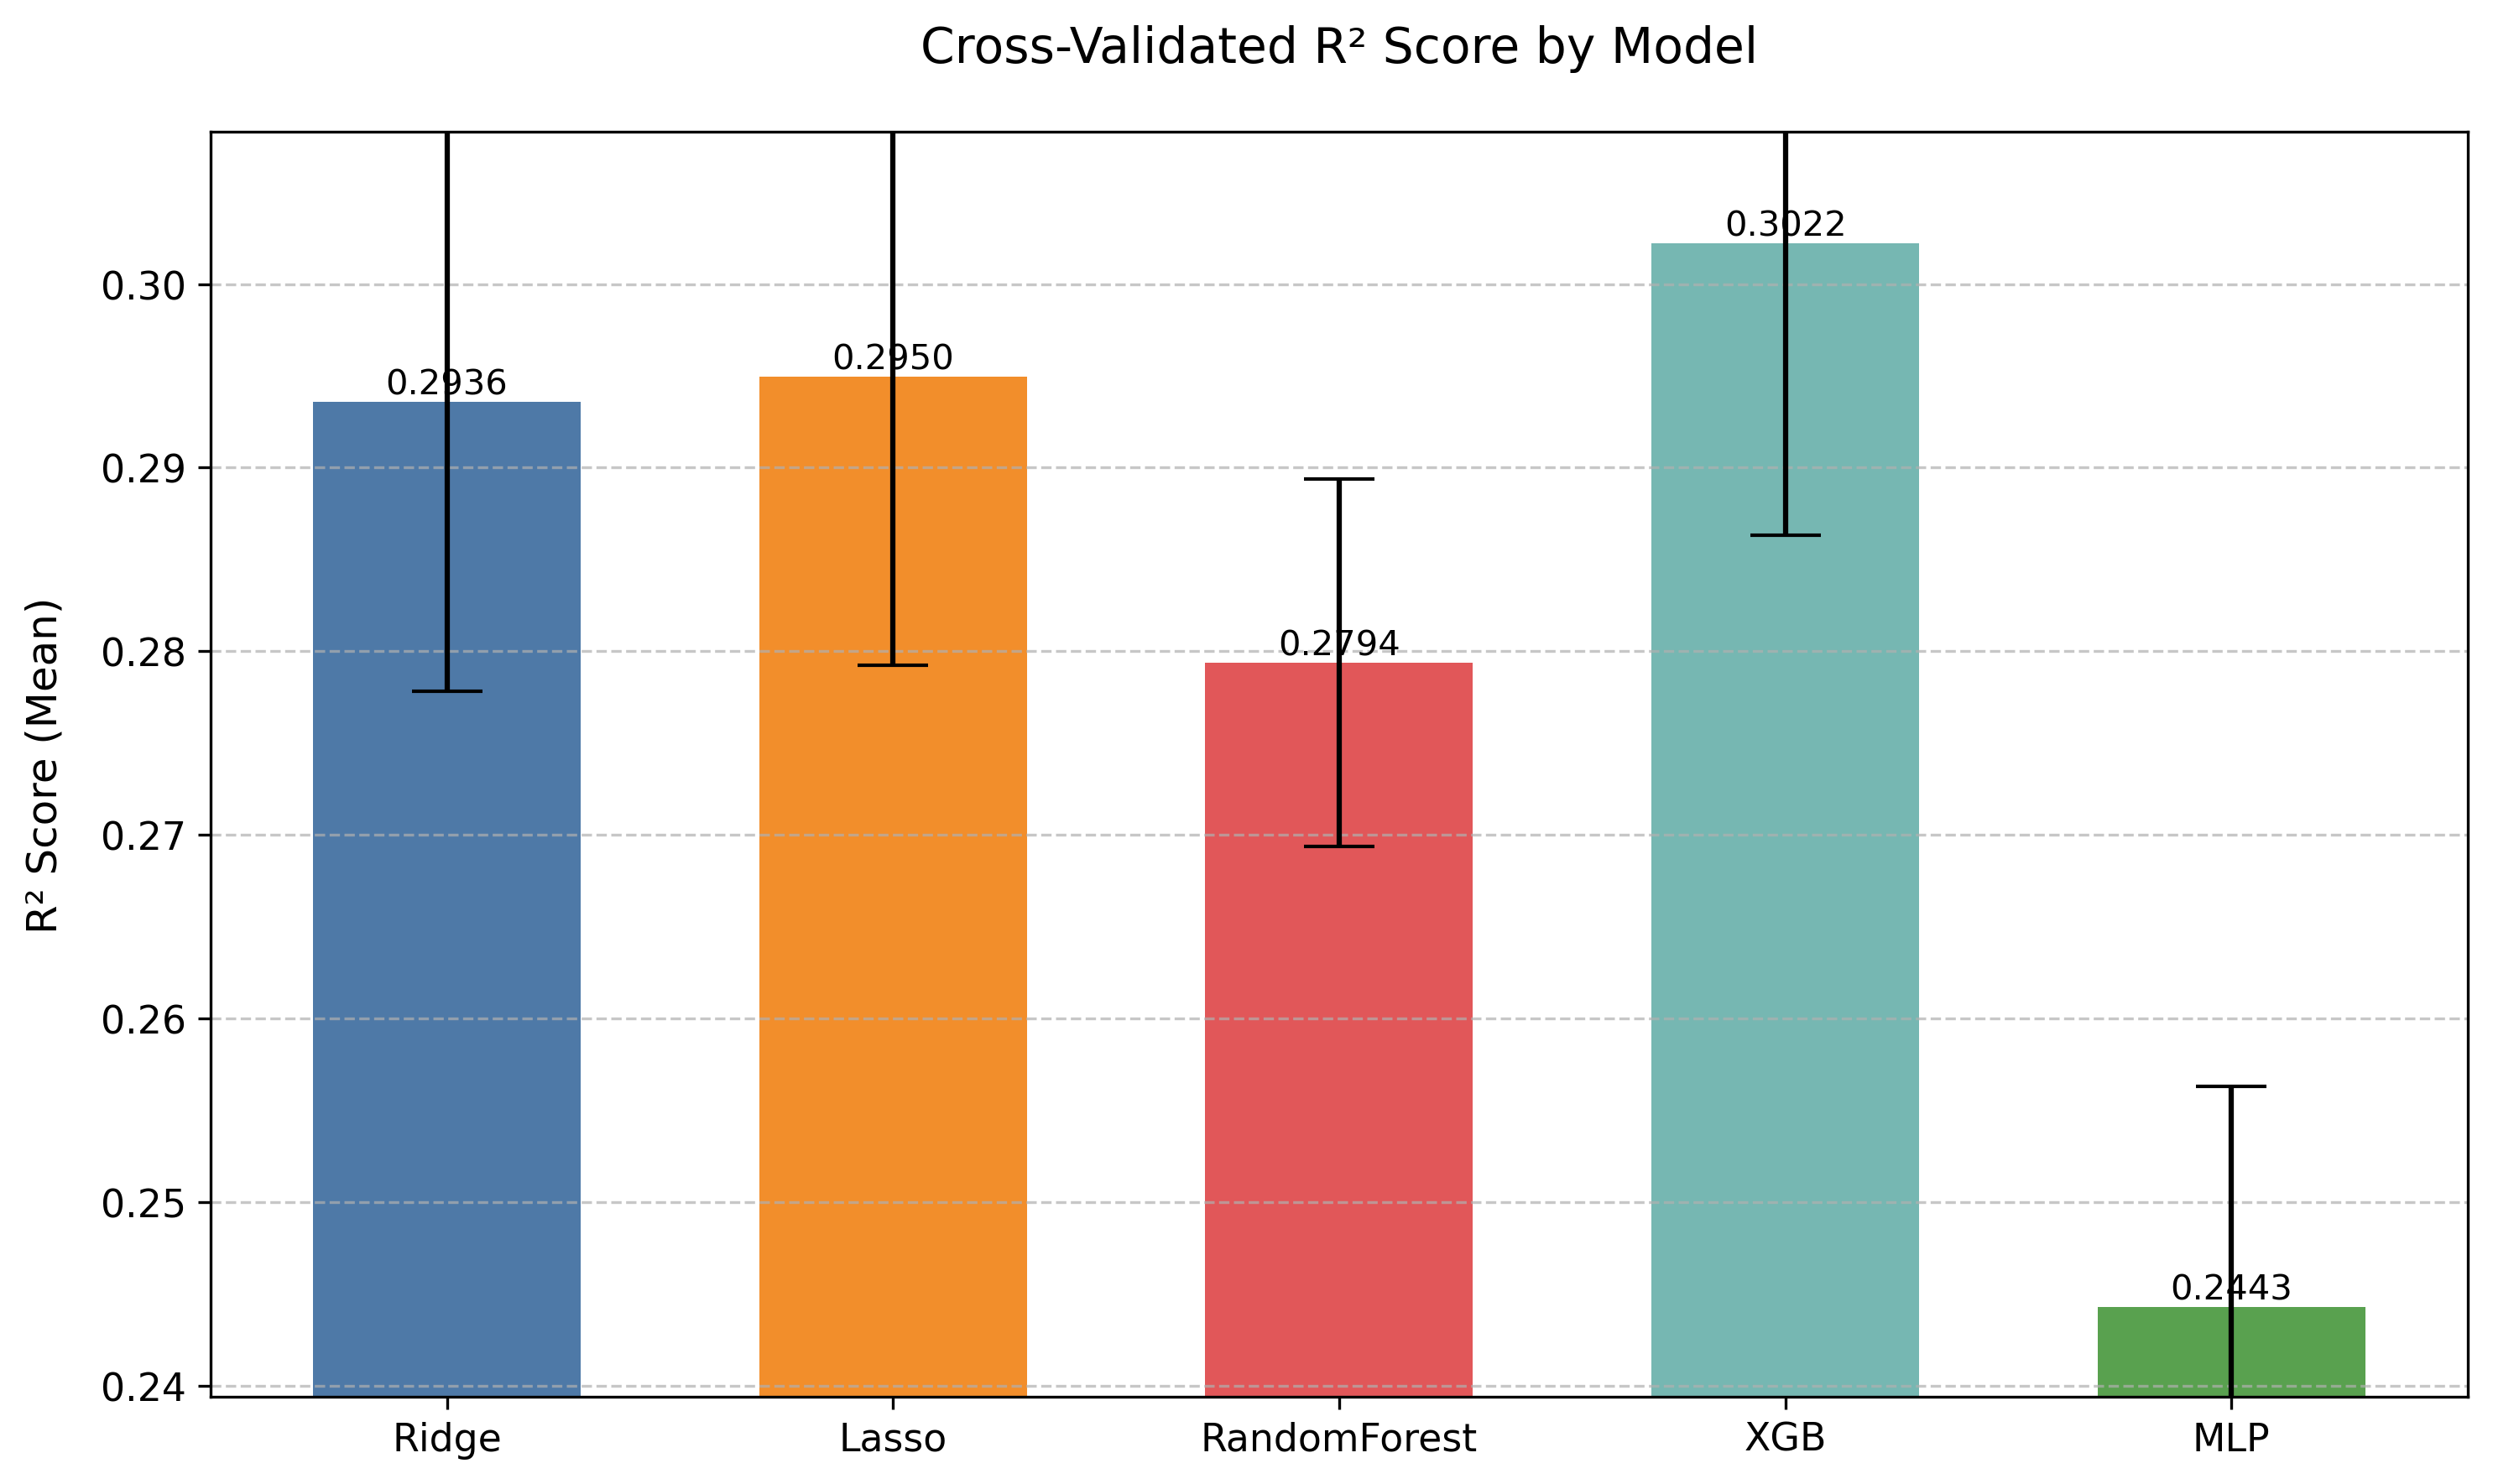 Cross-Validated R² Score by Model
R² Score (Mean)
0.30
0.29
0.28
0.27
0.26
0.25
0.24
0.2936
0.2950
0.2794
0.3022
0.2443
Ridge
Lasso
RandomForest
XGB
MLP